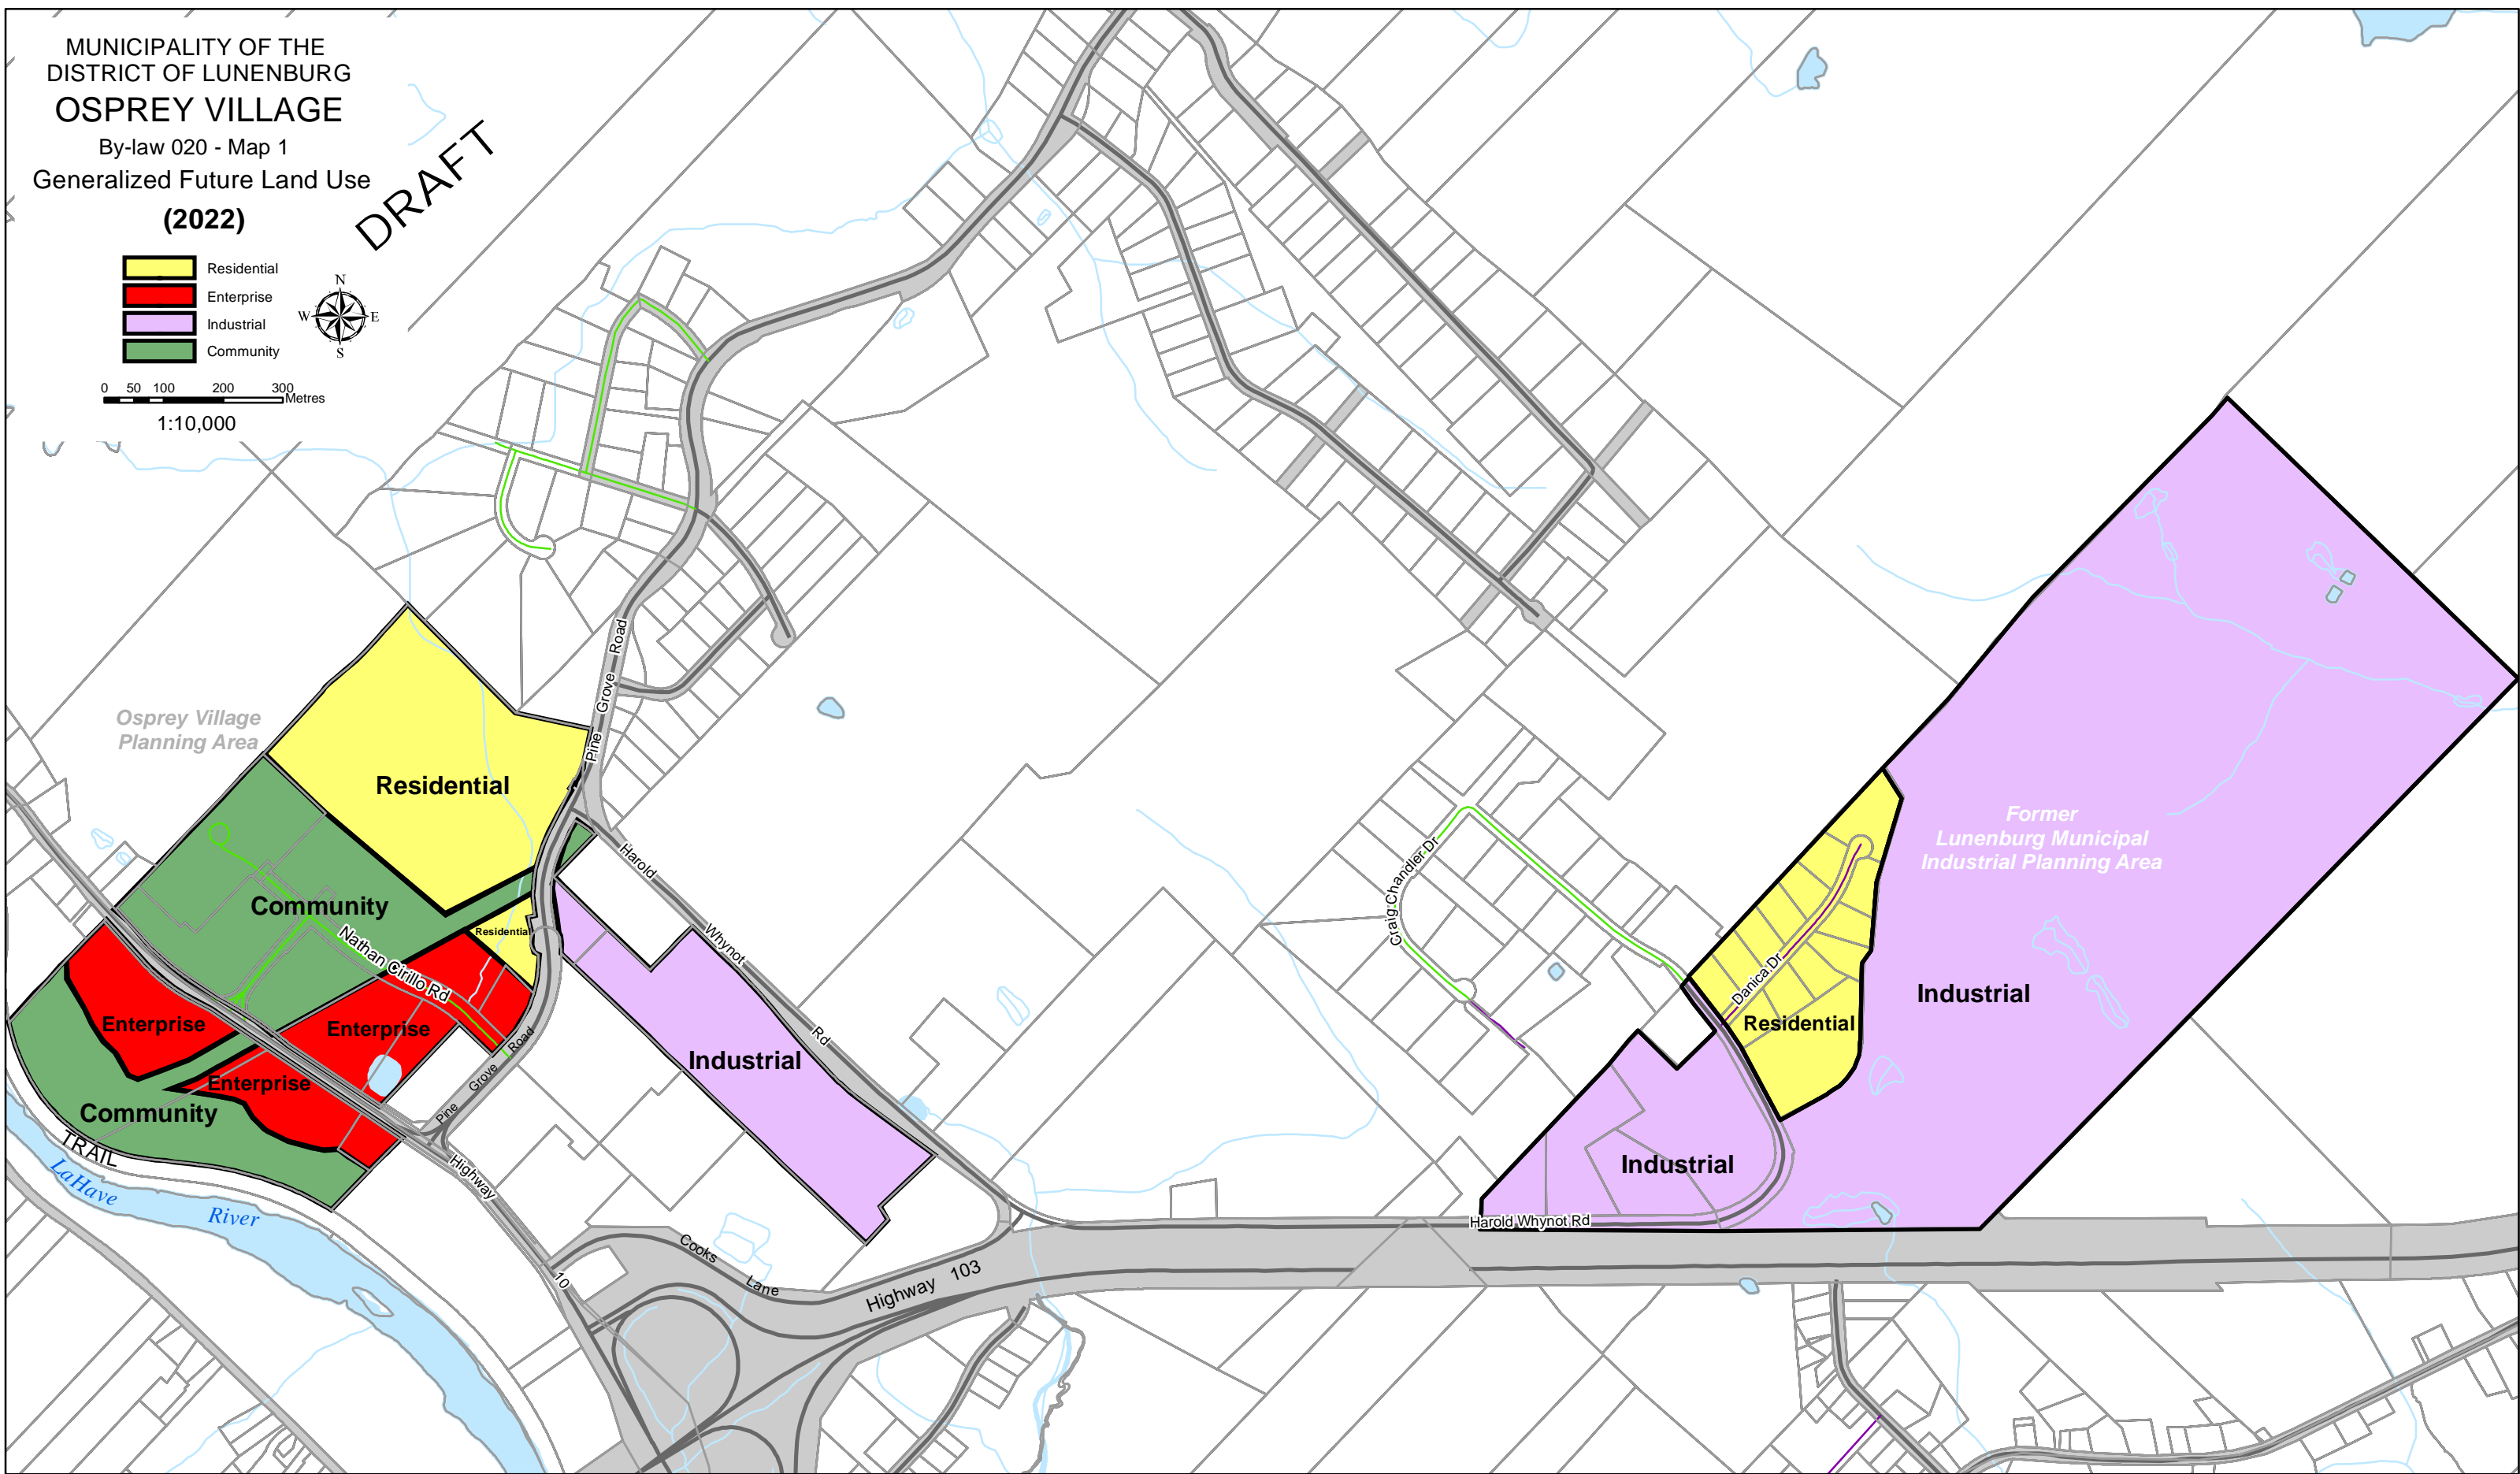 MUNICIPALITY OF THE
DISTRICT OF LUNENBURG
OSPREY VILLAGE
By-law 020 - Map 1
Generalized Future Land Use
(2022)
DRAFT
Residential
Enterprise
Industrial
Community
N
W
E
S
0 50 100 200 300
Metres
1:10,000
Osprey Village
Planning Area
Residential
Pine Grove Road
Harold Whynot Rd
Community
Residential
Nathan Cirillo Rd
Enterprise
Enterprise
Enterprise
Community
Pine Grove Road
Industrial
TRAIL
LaHave River
Highway 10
Cooks Lane
Highway 103
Craig Chandler Dr
Danica Dr
Residential
Former
Lunenburg Municipal
Industrial Planning Area
Industrial
Industrial
Harold Whynot Rd